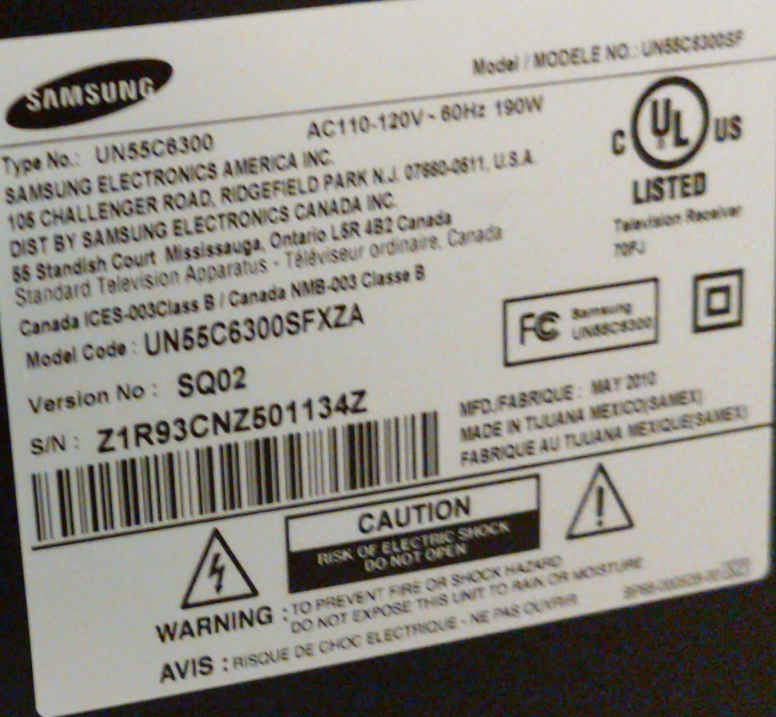 SAMSUNG
Model / MODELE NO.: UN55C6300SF
Type No.: UN55C6300 AC110-120V - 60Hz 190W
SAMSUNG ELECTRONICS AMERICA INC.
105 CHALLENGER ROAD, RIDGEFIELD PARK N.J. 07660-0511, U.S.A.
DIST BY SAMSUNG ELECTRONICS CANADA INC.
55 Standish Court Mississauga, Ontario L5R 4B2 Canada
Standard Television Apparatus - Téléviseur ordinaire, Canada
Canada ICES-003Class B / Canada NMB-003 Classe B
C UL US
LISTED
Television Receiver
70FJ
Model Code : UN55C6300SFXZA
FC Samsung
UN55C6300
Version No : SQ02
S/N : Z1R93CNZ501134Z
MFD./FABRIQUE : MAY 2010
MADE IN TIJUANA MEXICO(SAMEX)
FABRIQUE AU TIJUANA MEXIQUE(SAMEX)
CAUTION
RISK OF ELECTRIC SHOCK
DO NOT OPEN
WARNING : TO PREVENT FIRE OR SHOCK HAZARD
DO NOT EXPOSE THIS UNIT TO RAIN OR MOISTURE
AVIS : RISQUE DE CHOC ELECTRIQUE - NE PAS OUVRIR